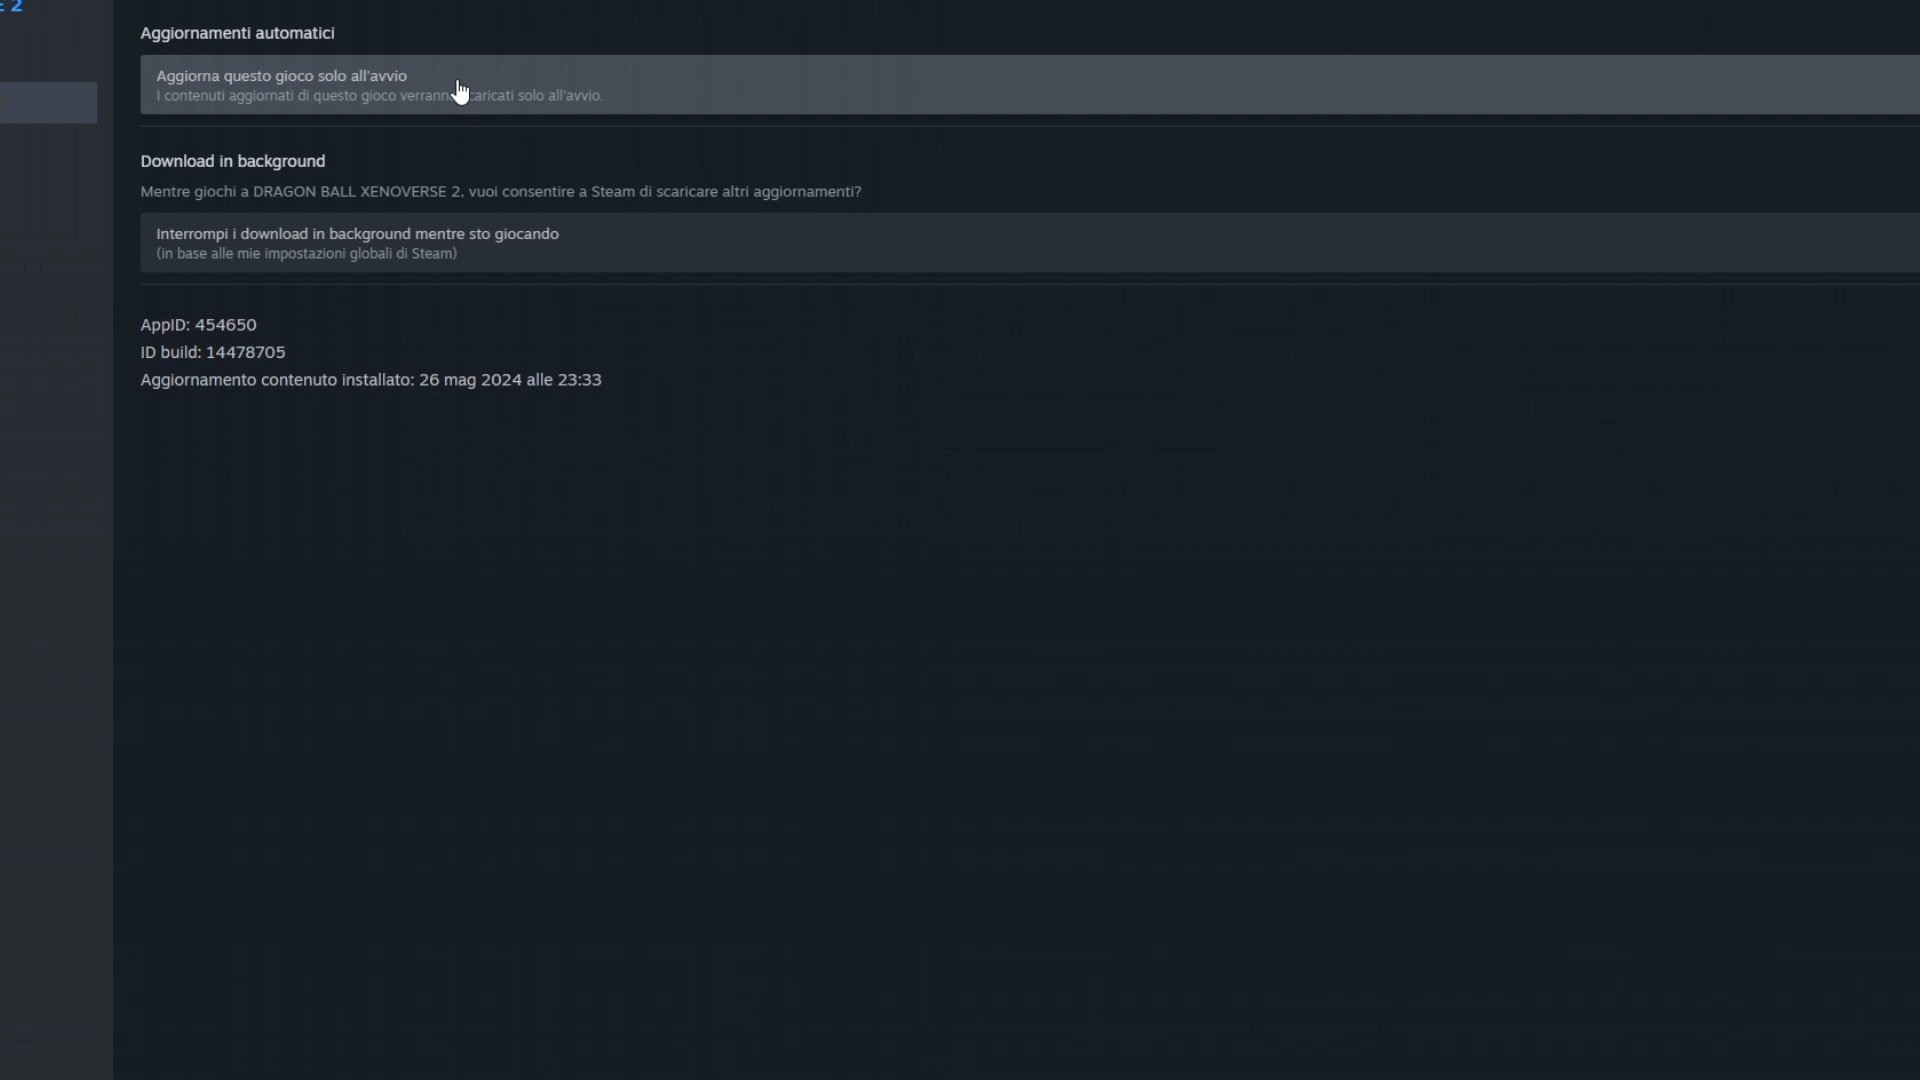 E 2
Aggiornamenti automatici
Aggiorna questo gioco solo all'avvio
I contenuti aggiornati di questo gioco verranno scaricati solo all'avvio.
Download in background
Mentre giochi a DRAGON BALL XENOVERSE 2, vuoi consentire a Steam di scaricare altri aggiornamenti?
Interrompi i download in background mentre sto giocando
(in base alle mie impostazioni globali di Steam)
AppID: 454650
ID build: 14478705
Aggiornamento contenuto installato: 26 mag 2024 alle 23:33